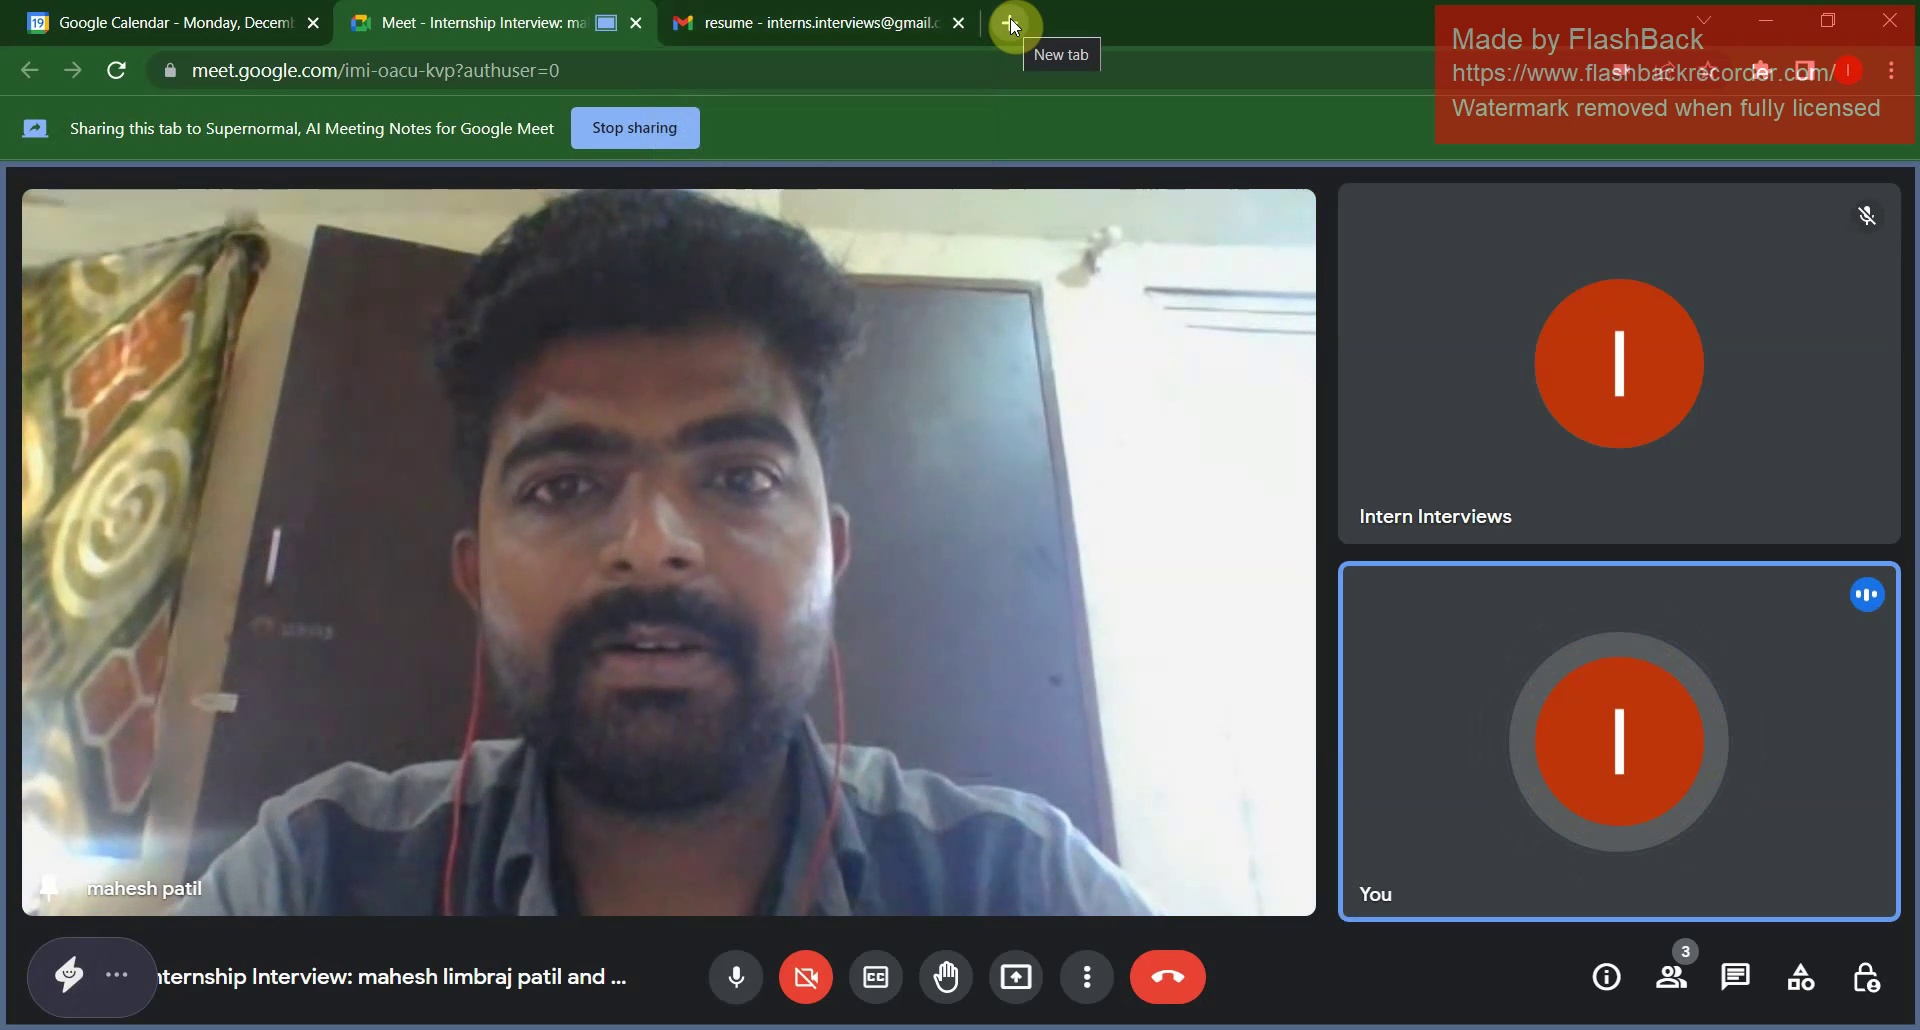 19
Google Calendar - Monday, Decem
Meet - Internship Interview: ma
resume - interns.interviews@gmail.c
New tab
Made by FlashBack
https://www.flashbackrecorder.com/
Watermark removed when fully licensed
meet.google.com/imi-oacu-kvp?authuser=0
I
Sharing this tab to Supernormal, AI Meeting Notes for Google Meet
Stop sharing
I
Intern Interviews
I
You
mahesh patil
nternship Interview: mahesh limbraj patil and ...
CC
3